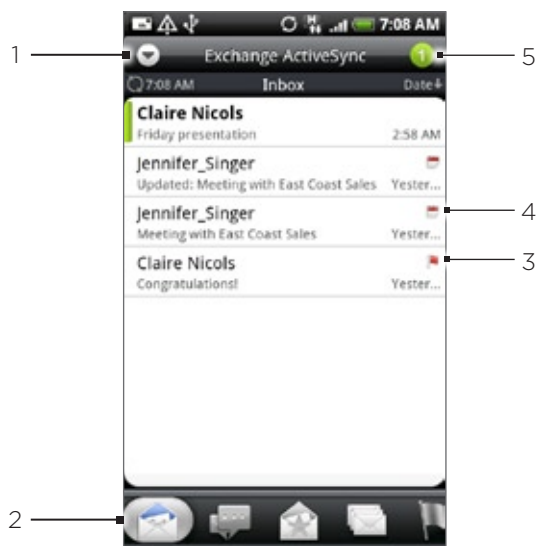 7:08 AM
1
Exchange ActiveSync
1
5
7:08 AM Inbox Date
Claire Nicols
Friday presentation 2:58 AM
Jennifer_Singer
Updated: Meeting with East Coast Sales Yester...
Jennifer_Singer
4
Meeting with East Coast Sales Yester...
Claire Nicols
3
Congratulations! Yester...
2